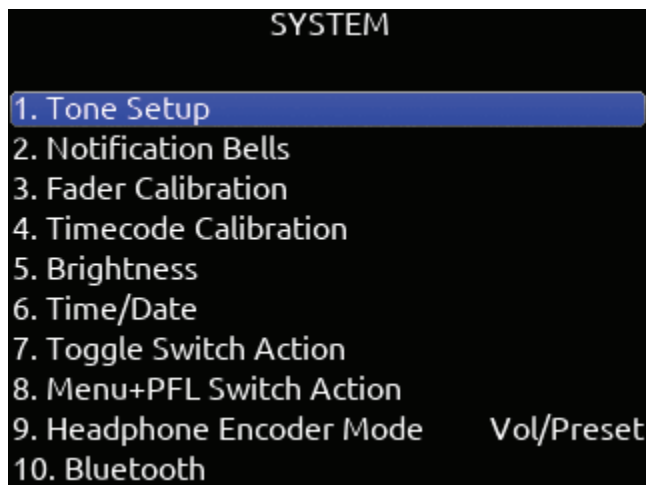 SYSTEM
1. Tone Setup
2. Notification Bells
3. Fader Calibration
4. Timecode Calibration
5. Brightness
6. Time/Date
7. Toggle Switch Action
8. Menu+PFL Switch Action
9. Headphone Encoder Mode Vol/Preset
10. Bluetooth